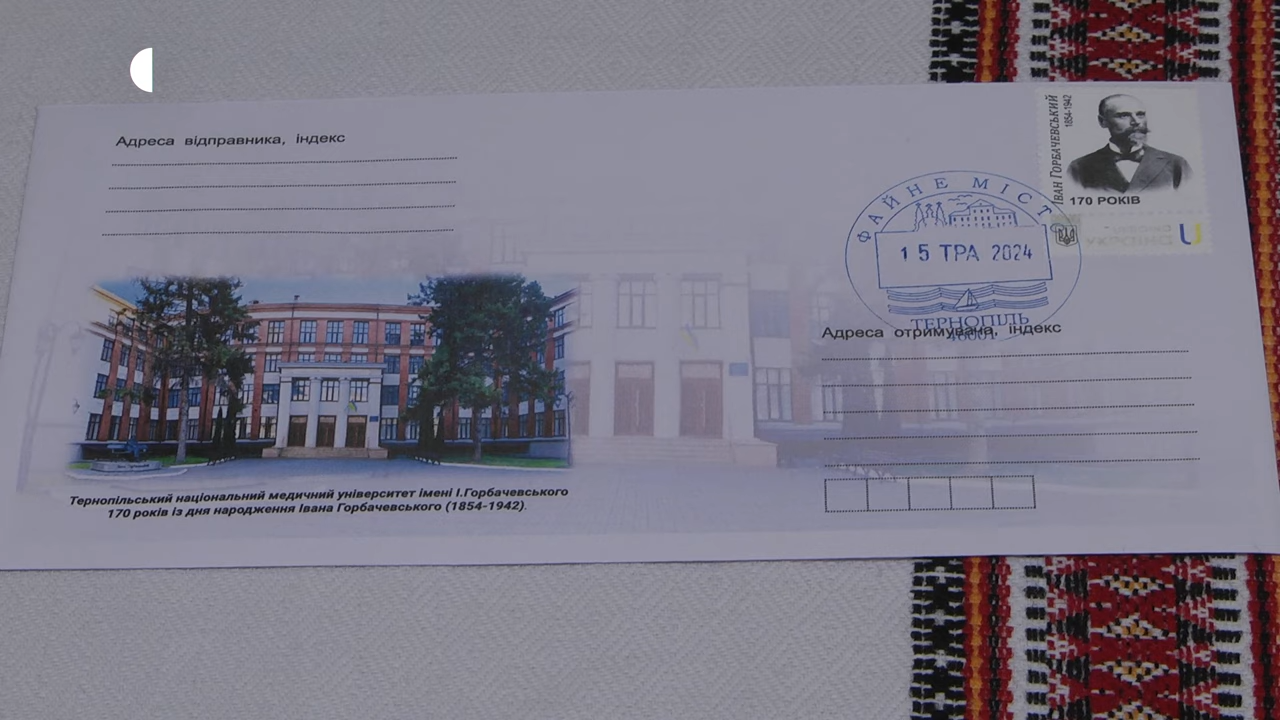 Адреса відправника, індекс
Іван Горбачевський
1854-1942
170 РОКІВ
ФАЙНЕ МІСТ
15 ТРА 2024
ТЕРНОПІЛЬ
46001
Адреса отримувача, індекс
Тернопільський національний медичний університет імені І.Горбачевського
170 років із дня народження Івана Горбачевського (1854-1942).